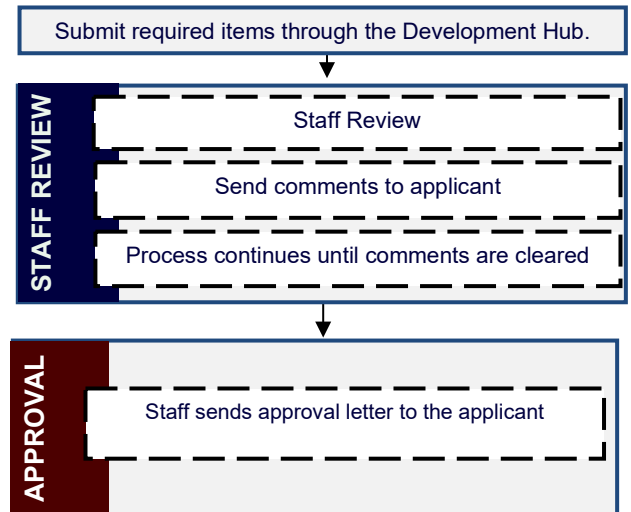 Submit required items through the Development Hub.
STAFF REVIEW
Staff Review
Send comments to applicant
Process continues until comments are cleared
APPROVAL
Staff sends approval letter to the applicant